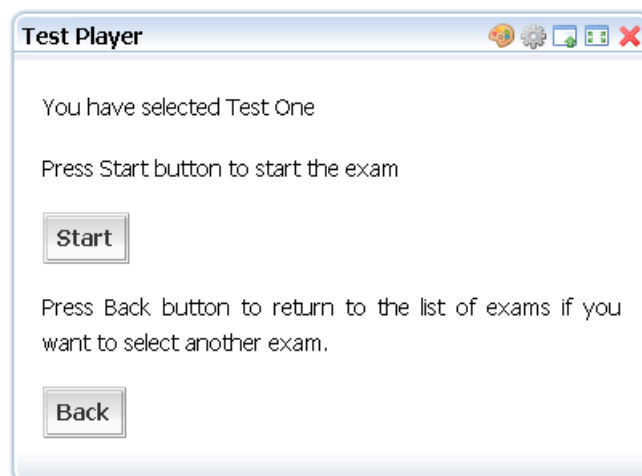 Test Player
You have selected Test One
Press Start button to start the exam
Start
Press Back button to return to the list of exams if you
want to select another exam.
Back